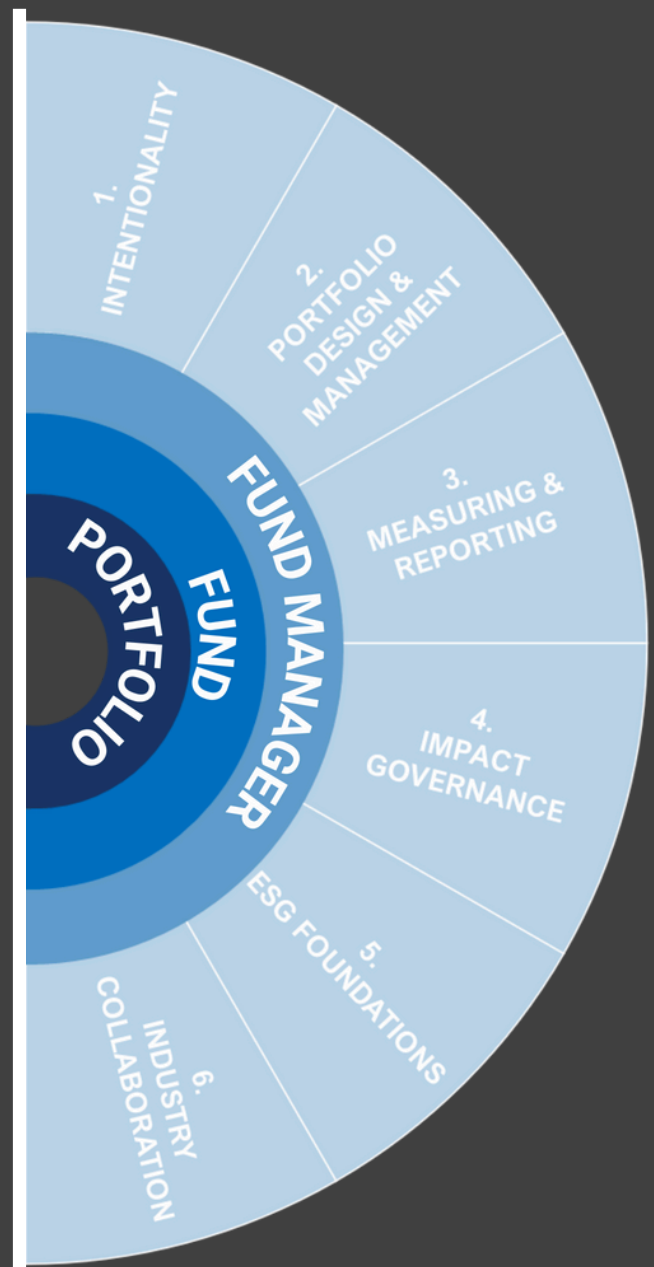 1.
INTENTIONALITY
2.
PORTFOLIO
DESIGN &
MANAGEMENT
3.
MEASURING &
REPORTING
4.
IMPACT
GOVERNANCE
5.
ESG FOUNDATIONS
6.
INDUSTRY
COLLABORATION
FUND MANAGER
FUND
PORTFOLIO